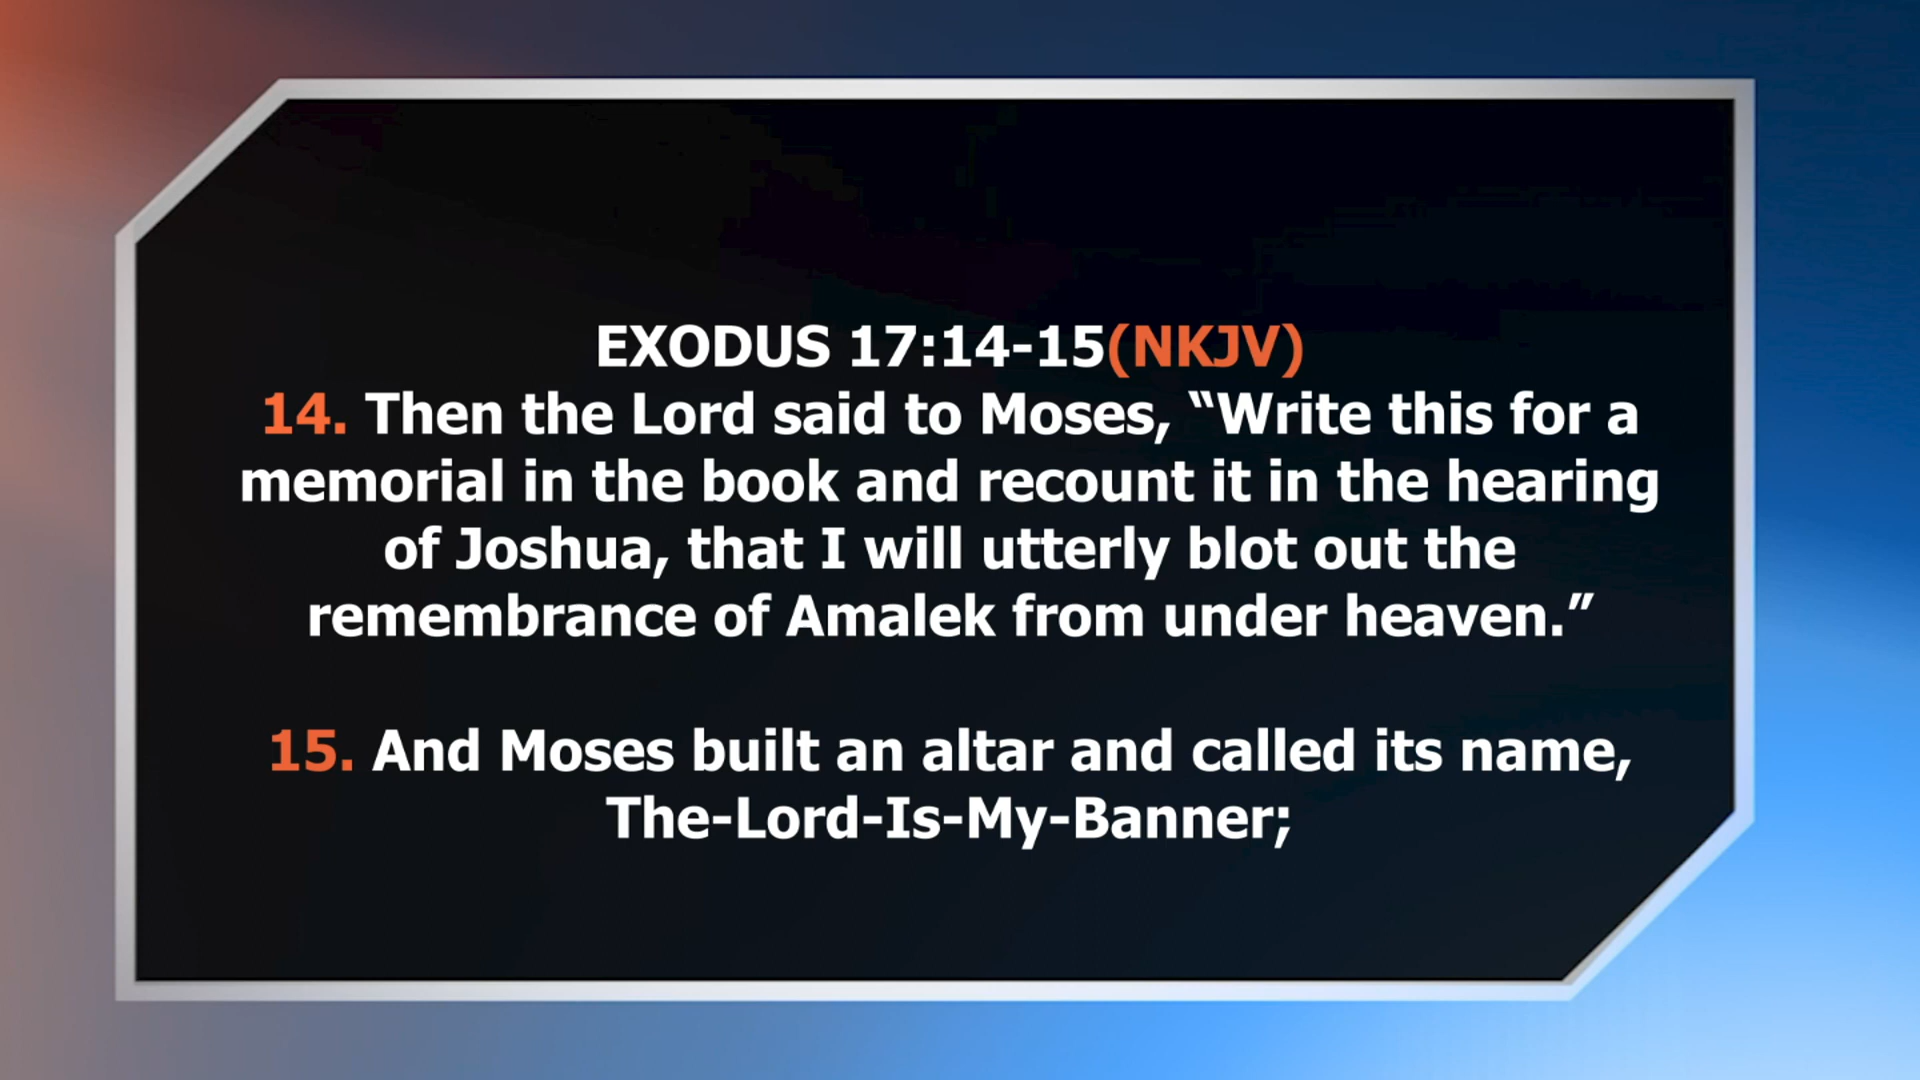 EXODUS 17:14-15(NKJV)
14. Then the Lord said to Moses, “Write this for a
memorial in the book and recount it in the hearing
of Joshua, that I will utterly blot out the
remembrance of Amalek from under heaven.”
15. And Moses built an altar and called its name,
The-Lord-Is-My-Banner;